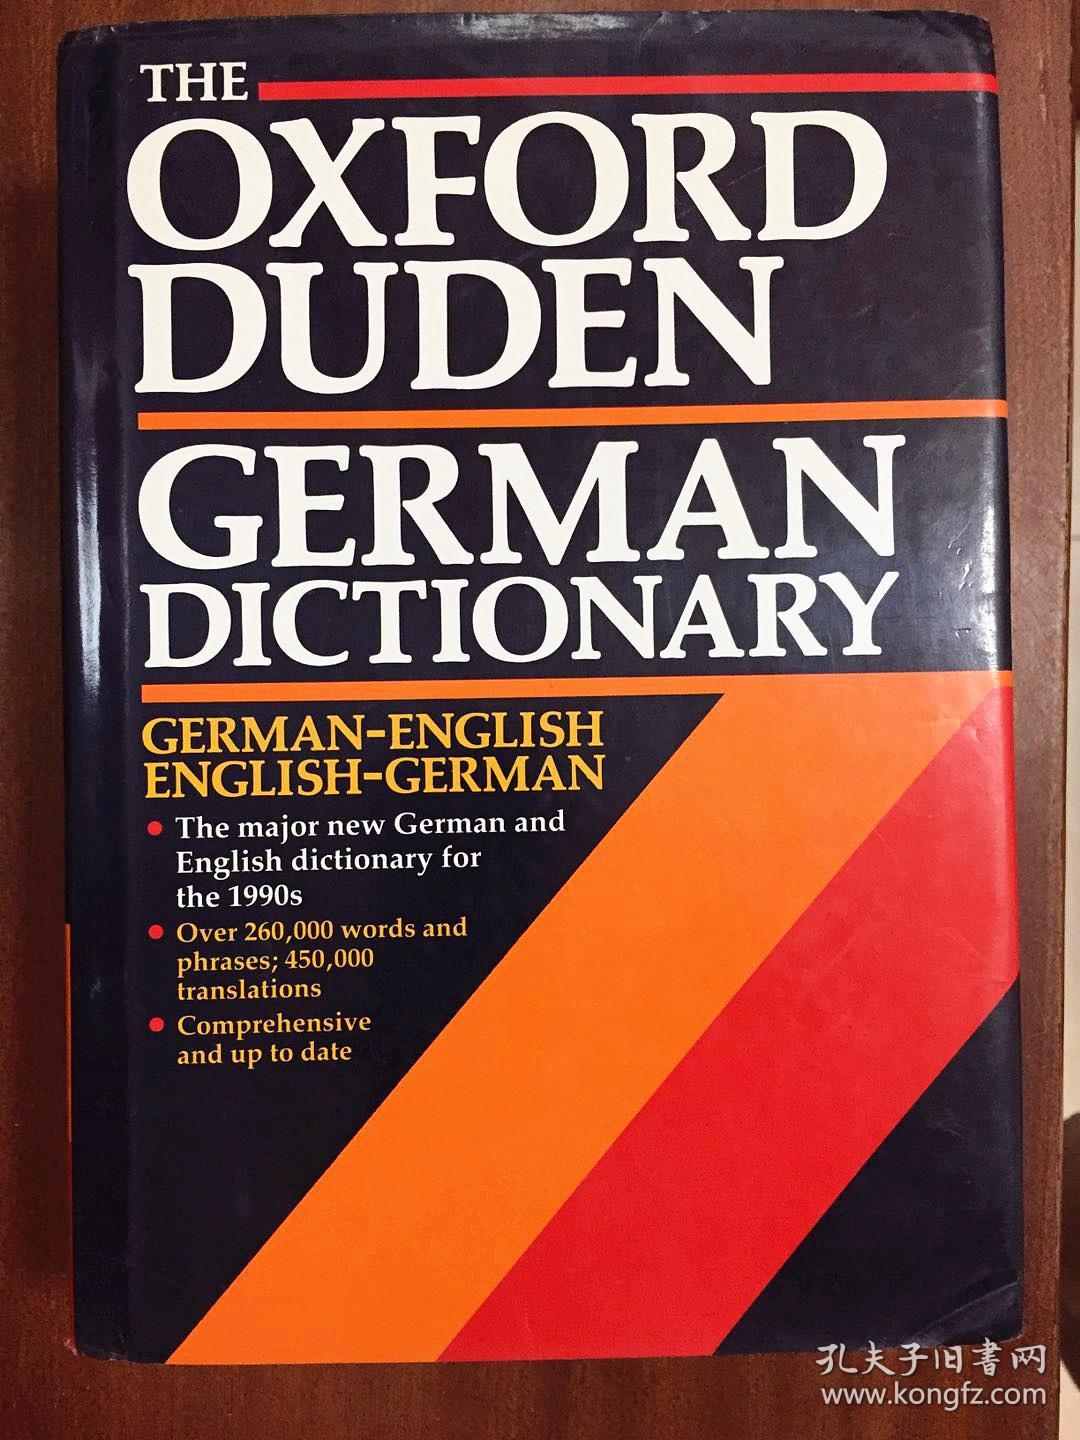 THE
OXFORD
DUDEN
GERMAN
DICTIONARY
GERMAN-ENGLISH
ENGLISH-GERMAN
• The major new German and
English dictionary for
the 1990s
• Over 260,000 words and
phrases; 450,000
translations
• Comprehensive
and up to date
孔夫子旧書网
www.kongfz.com